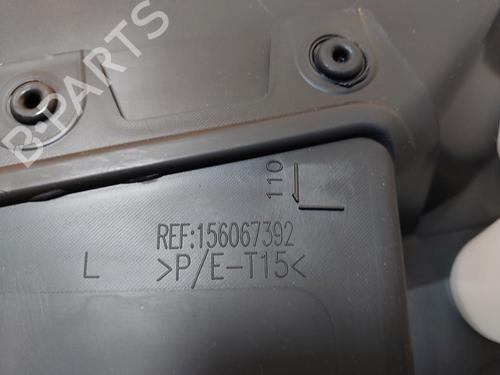 B-PARTS
110
REF:156067392
L >P/E-T15<